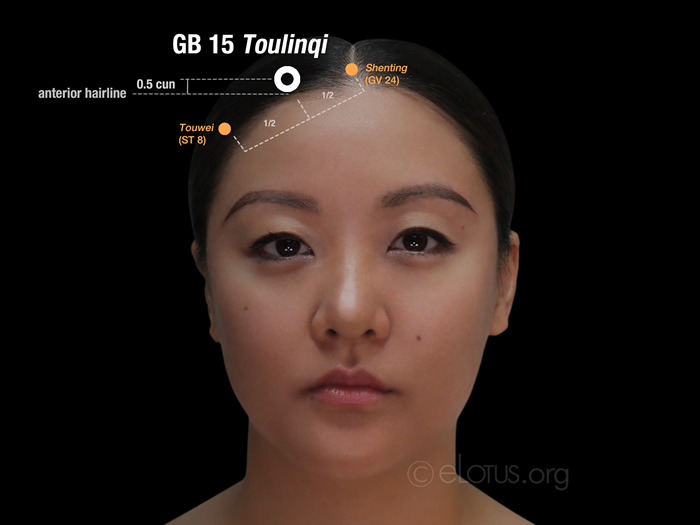 GB 15 Toulinqi
Shenting
(GV 24)
0.5 cun
anterior hairline
1/2
1/2
Touwei
(ST 8)
© eLotus.org